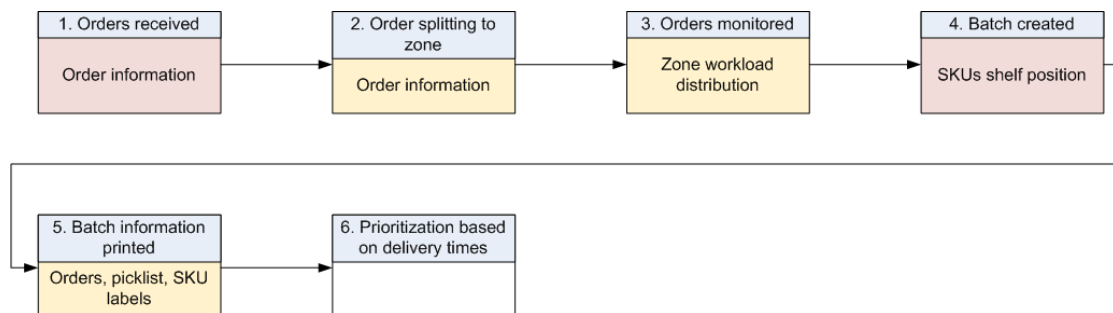 1. Orders received
Order information
2. Order splitting to
zone
Order information
3. Orders monitored
Zone workload
distribution
4. Batch created
SKUs shelf position
5. Batch information
printed
Orders, picklist, SKU
labels
6. Prioritization based
on delivery times